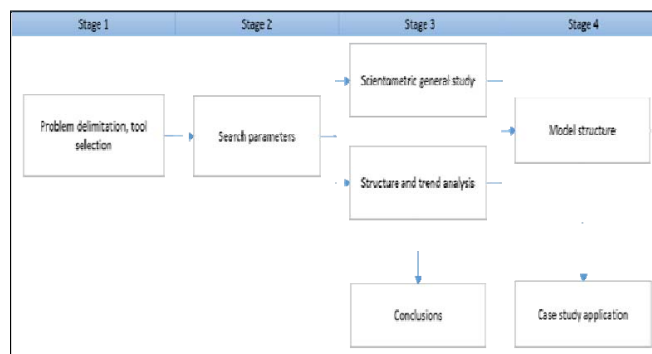 Stage 1
Stage 2
Stage 3
Stage 4
Problem delimitation, tool
selection
Search parameters
Scientometric general study
Structure and trend analysis
Conclusions
Model structure
Case study application